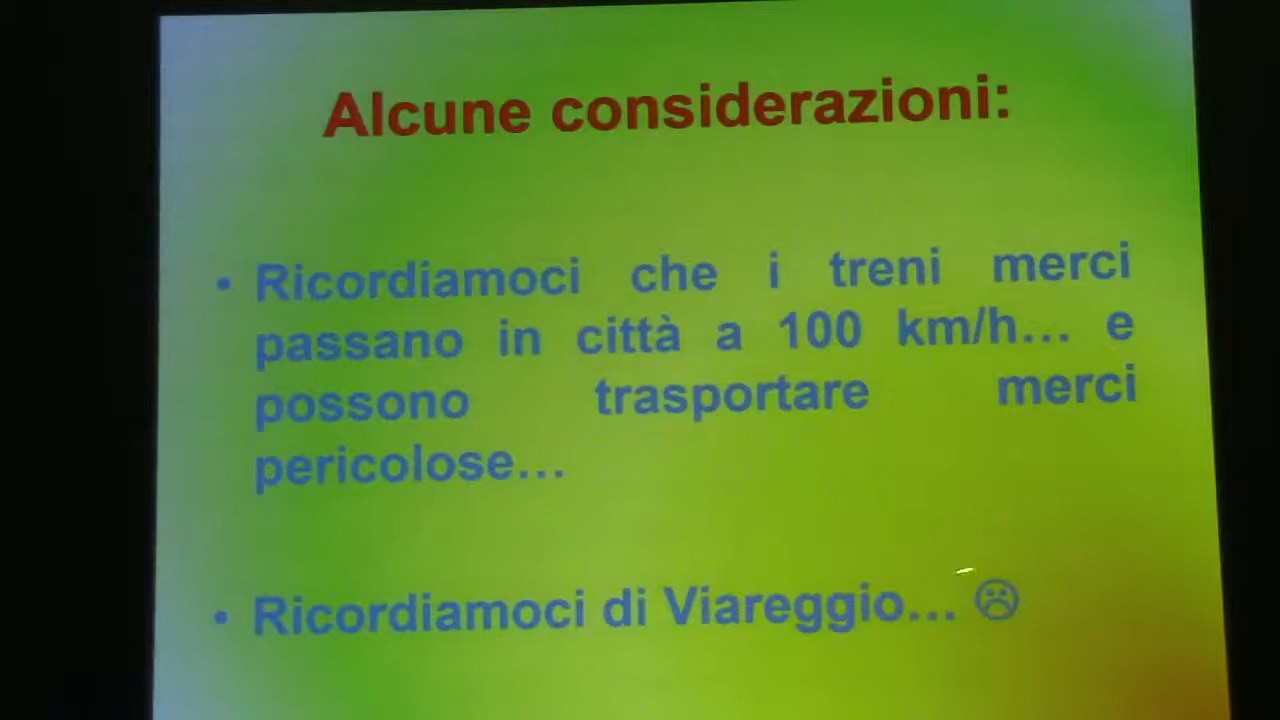 Alcune considerazioni:
• Ricordiamoci che i treni merci
passano in città a 100 km/h... e
possono trasportare merci
pericolose...
• Ricordiamoci di Viareggio... ☹